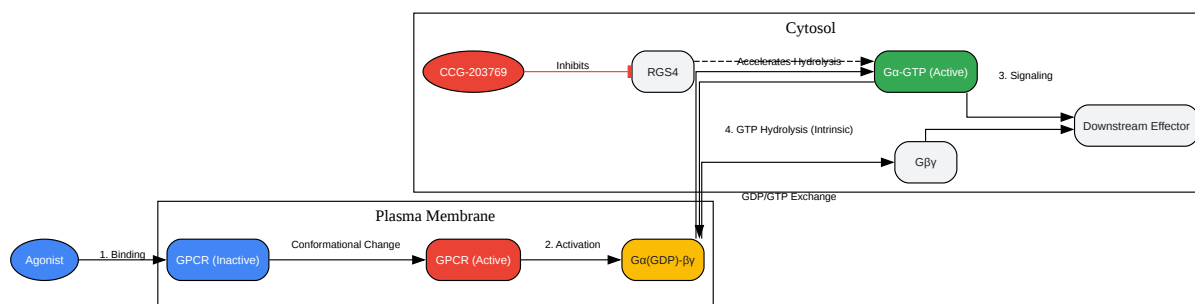 Cytosol
CCG-203769
Inhibits
RGS4
Accelerates Hydrolysis
Gα-GTP (Active)
3. Signaling
Downstream Effector
4. GTP Hydrolysis (Intrinsic)
Gβγ
GDP/GTP Exchange
Plasma Membrane
Agonist
1. Binding
GPCR (Inactive)
Conformational Change
GPCR (Active)
2. Activation
Gα(GDP)-βγ